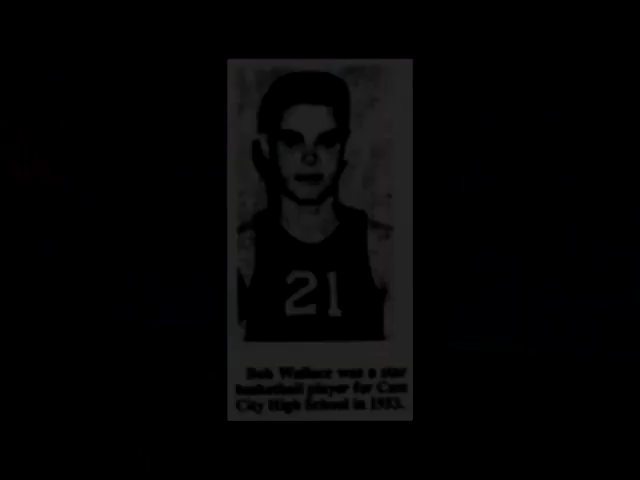 21
Bob Wallace was a star
basketball player for Cass
City High School in 1953.